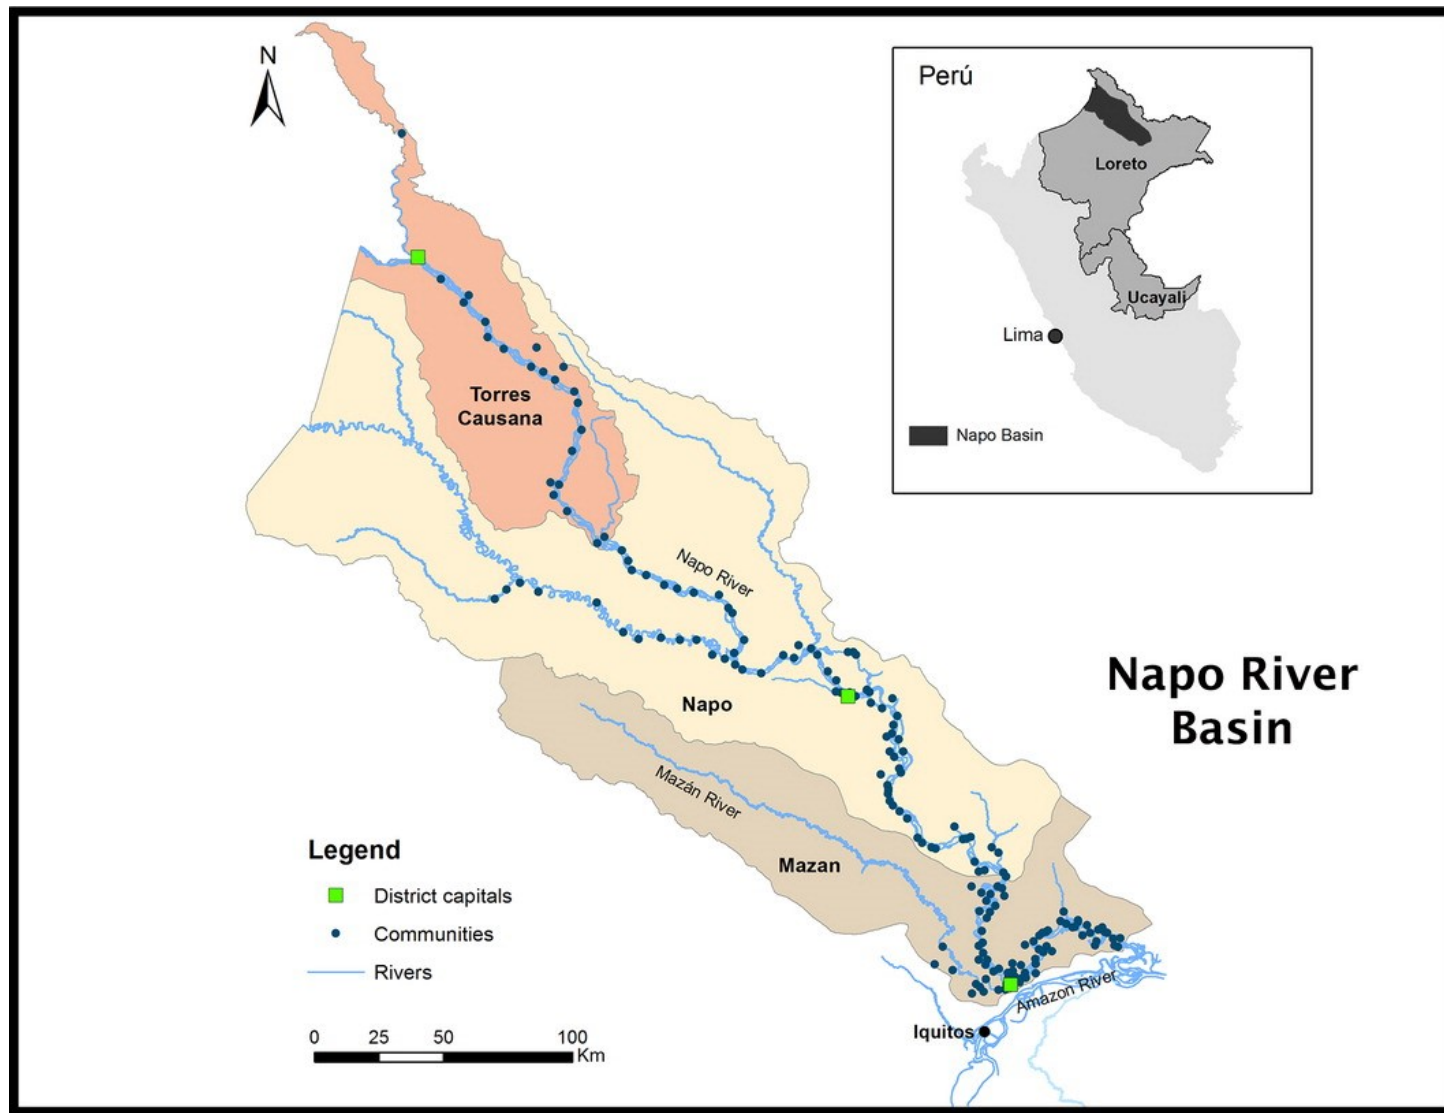 N
Perú
Loreto
Ucayali
Lima
Napo Basin
Torres
Causana
Napo River
Napo River
Basin
Napo
Mazán River
Mazan
Legend
District capitals
Communities
Rivers
Amazon River
Iquitos
0 25 50 100
Km